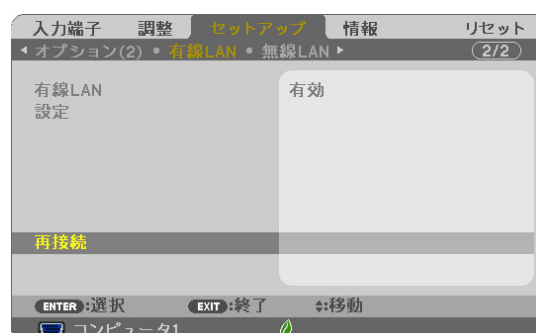 入力端子 調整 セットアップ 情報 リセット
オプション(2) • 有線LAN • 無線LAN 2/2
有線LAN 有効
設定
再接続
ENTER:選択 EXIT:終了 :移動
コンピュータ1